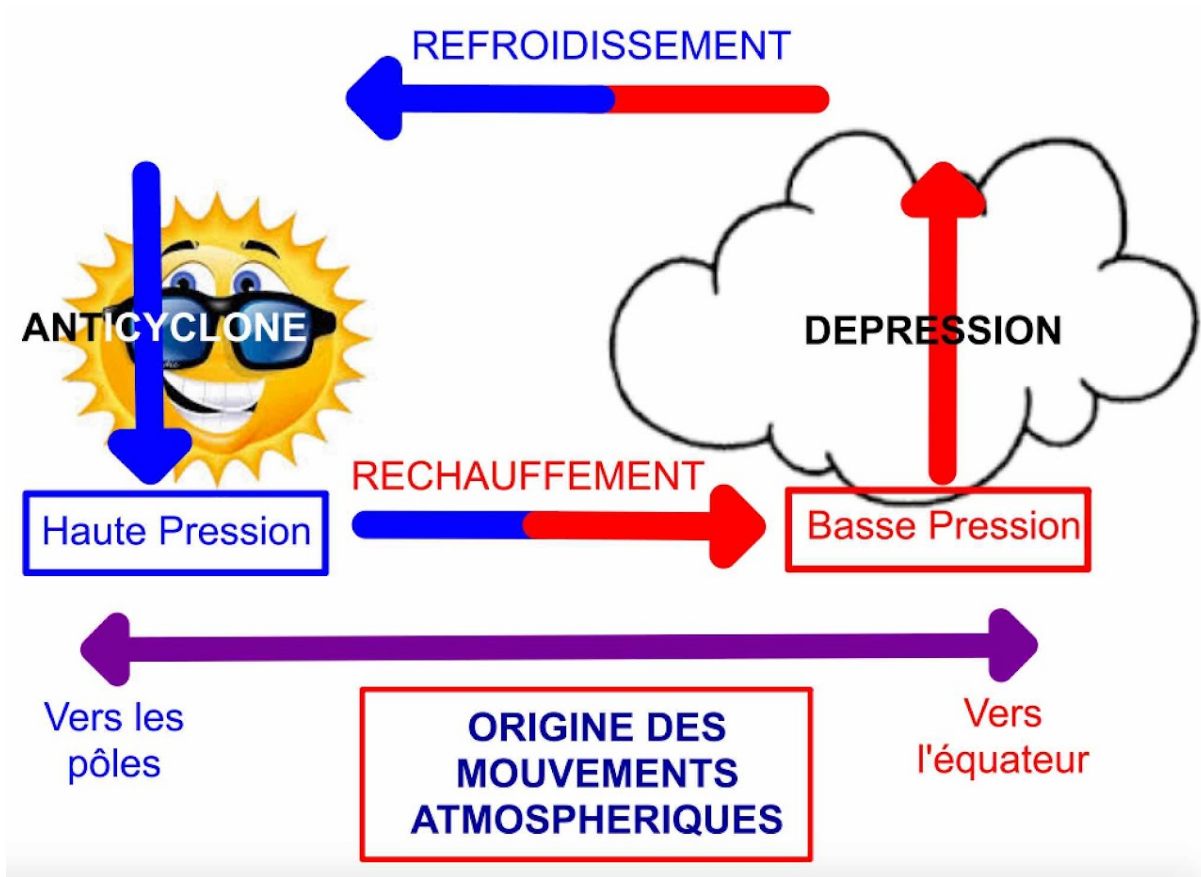 REFROIDISSEMENT
ANTICYCLONE
DEPRESSION
RECHAUFFEMENT
Haute Pression
Basse Pression
Vers les
pôles
ORIGINE DES
MOUVEMENTS
ATMOSPHERIQUES
Vers
l'équateur